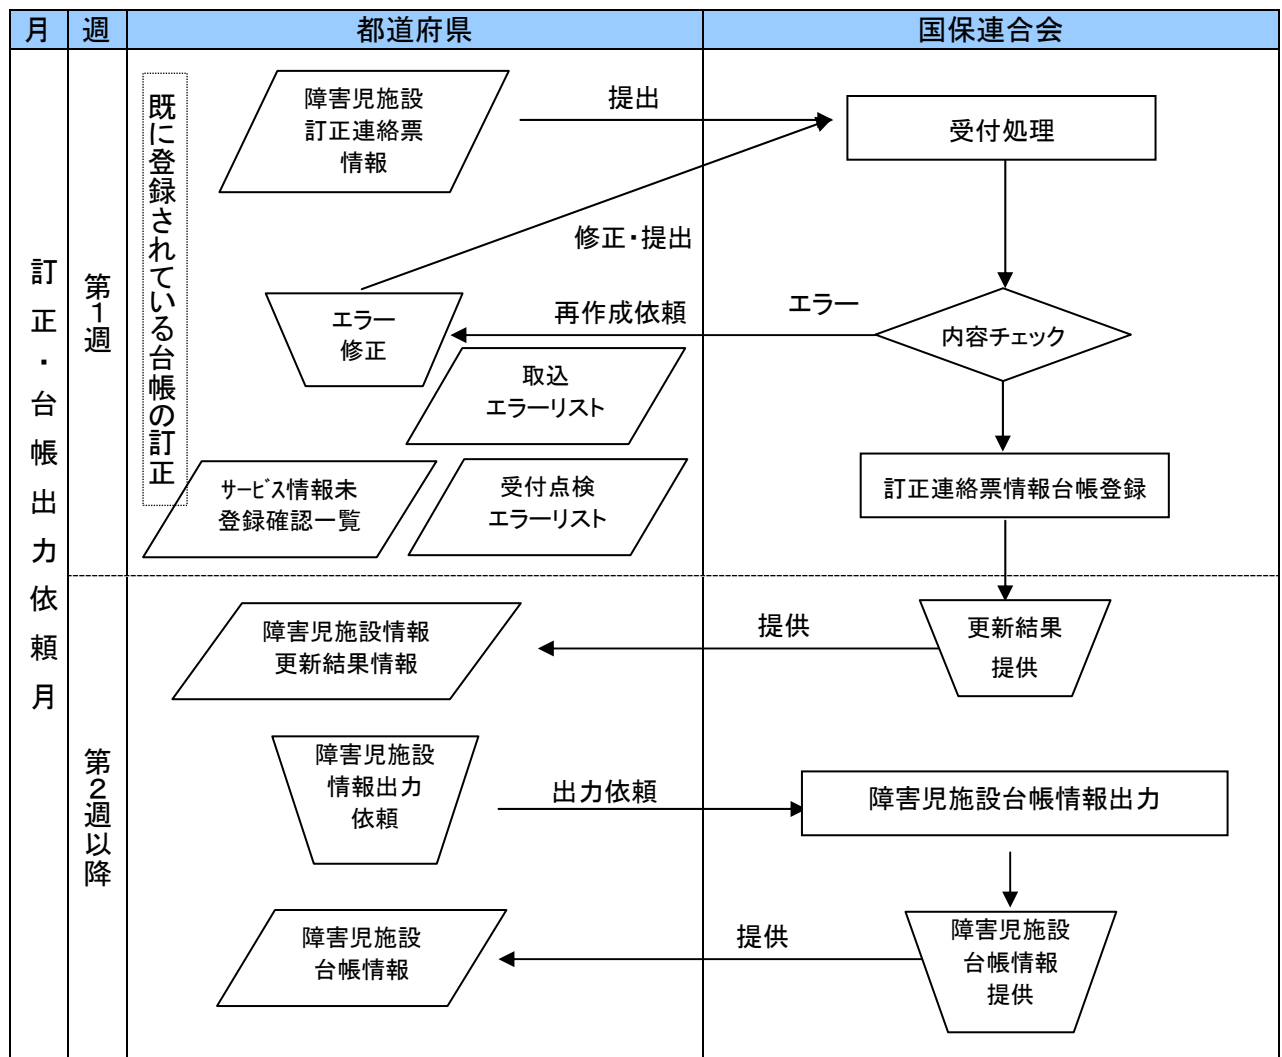 月
週
都道府県
国保連合会
訂正・台帳出力依頼月
第1週
既に登録されている台帳の訂正
障害児施設
訂正連絡票
情報
提出
受付処理
修正・提出
エラー
修正
再作成依頼
エラー
内容チェック
取込
エラーリスト
サービス情報未
登録確認一覧
受付点検
エラーリスト
訂正連絡票情報台帳登録
第2週以降
障害児施設情報
更新結果情報
提供
更新結果
提供
障害児施設
情報出力
依頼
出力依頼
障害児施設台帳情報出力
障害児施設
台帳情報
提供
障害児施設
台帳情報
提供